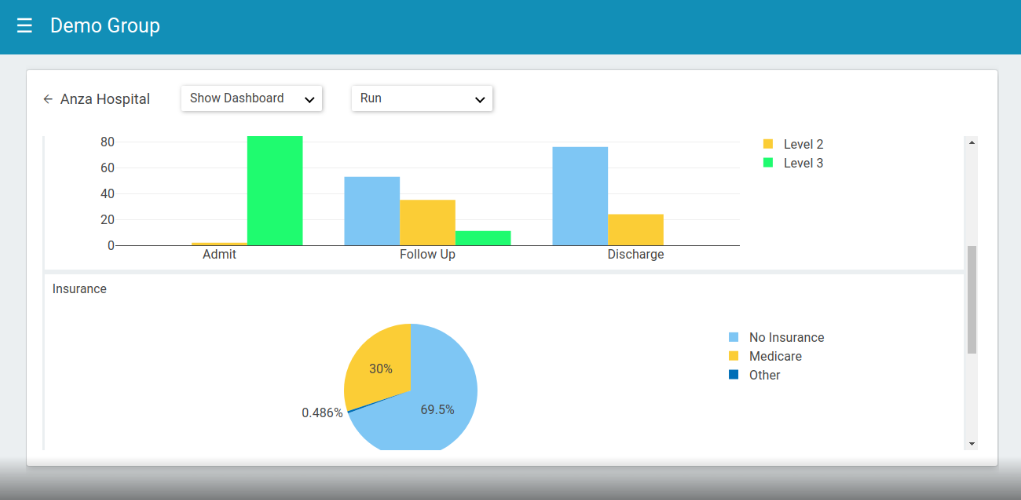 Demo Group
Anza Hospital
Show Dashboard
Run
80
60
40
20
0
Level 2
Level 3
Admit
Follow Up
Discharge
Insurance
30%
0.486%
69.5%
No Insurance
Medicare
Other